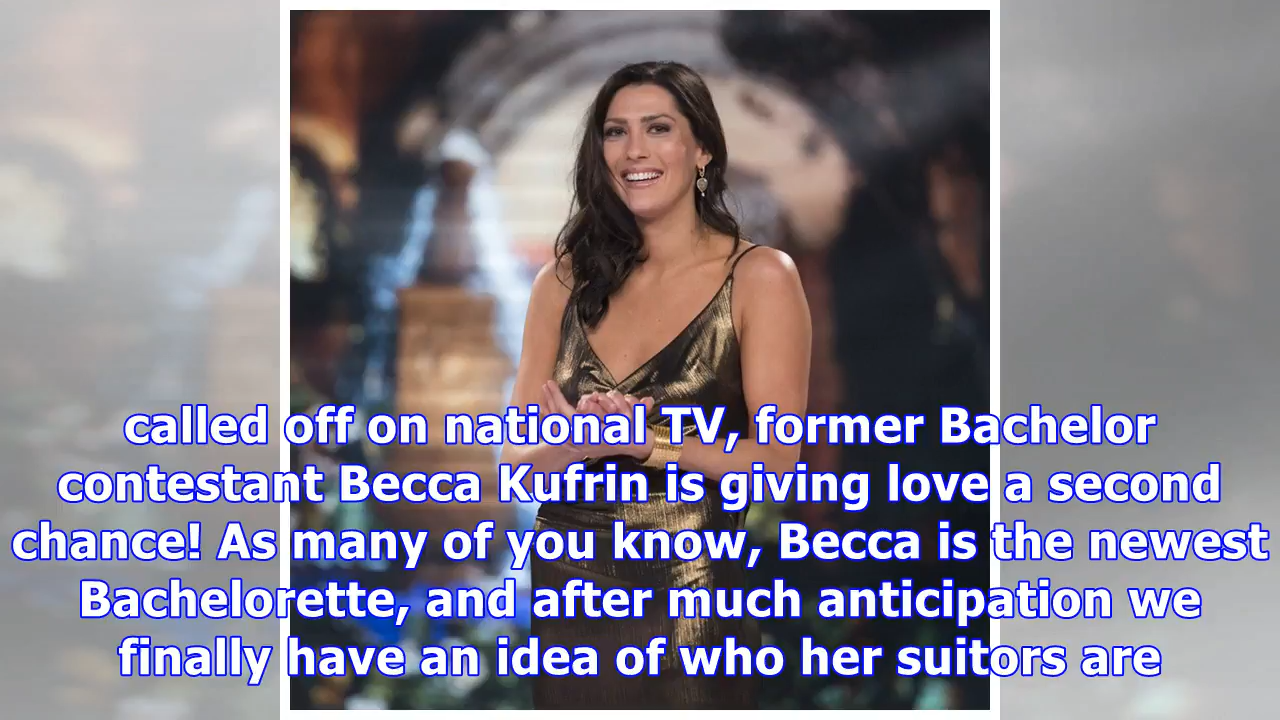 called off on national TV, former Bachelor
contestant Becca Kufrin is giving love a second
chance! As many of you know, Becca is the newest
Bachelorette, and after much anticipation we
finally have an idea of who her suitors are